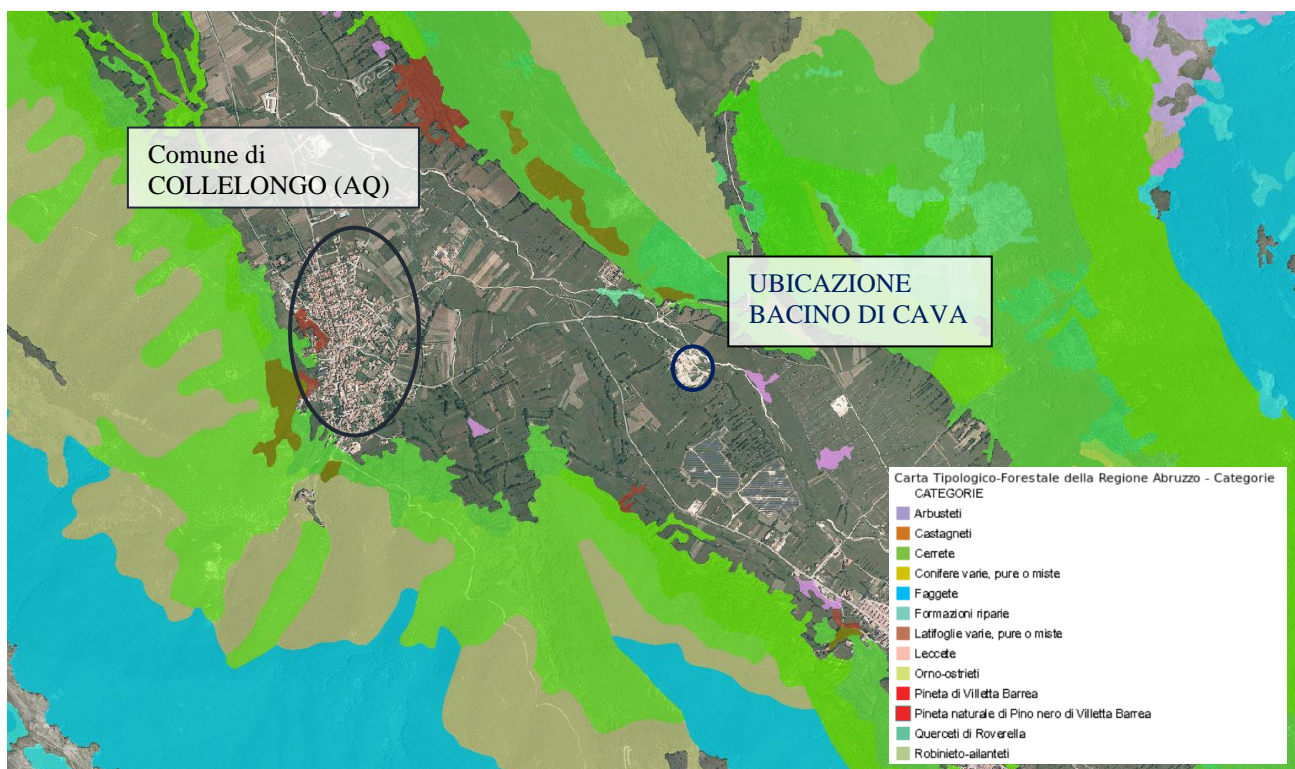 Comune di
COLLELONGO (AQ)
UBICAZIONE
BACINO DI CAVA
Carta Tipologico-Forestale della Regione Abruzzo - Categorie
CATEGORIE
Arbusteti
Castagneti
Cerrete
Conifere varie, pure o miste
Faggete
Formazioni riparie
Latifoglie varie, pure o miste
Leccete
Orno-ostrieti
Pineta di Villetta Barrea
Pineta naturale di Pino nero di Villetta Barrea
Querceti di Roverella
Robinieto-ailanteti